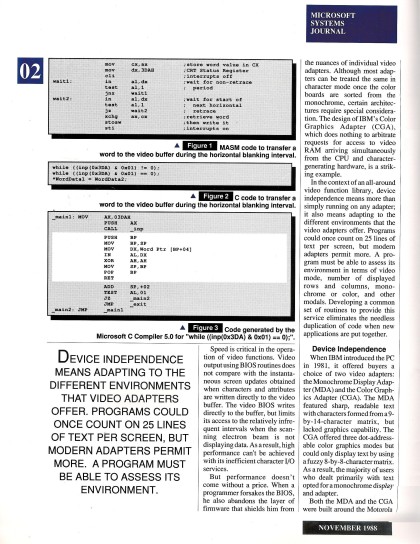 MICROSOFT
SYSTEMS
JOURNAL
02
mov cx,ax ;store word value in CX
mov dx,3DAH ;CRT Status Register
cli ;interrupts off
wait1: in al,dx ;wait for non-retrace
test al,1 ; period
jnz wait1
wait2: in al,dx ;wait for start of
test al,1 ; next horizontal
jz wait2 ; retrace
xchg ax,cx ;retrieve word
stosw ;then write it
sti ;interrupts on
▲ Figure 1 MASM code to transfer a
word to the video buffer during the horizontal blanking interval.
while ((inp(0x3DA) & 0x01) != 0);
while ((inp(0x3DA) & 0x01) == 0);
*WordData1 = WordData2;
▲ Figure 2 C code to transfer a
word to the video buffer during the horizontal blanking interval.
_main1: MOV AX,03DAH
PUSH AX
CALL _inp
PUSH BP
MOV BP,SP
MOV DX,Word Ptr [BP+04]
IN AL,DX
XOR AH,AH
MOV SP,BP
POP BP
RET
ADD SP,+02
TEST AL,01
JZ _main2
JMP _exit
_main2: JMP _main1
▲ Figure 3 Code generated by the
Microsoft C Compiler 5.0 for "while ((inp(0x3DA) & 0x01) == 0);".
DEVICE INDEPENDENCE
MEANS ADAPTING TO THE
DIFFERENT ENVIRONMENTS
THAT VIDEO ADAPTERS
OFFER. PROGRAMS COULD
ONCE COUNT ON 25 LINES
OF TEXT PER SCREEN, BUT
MODERN ADAPTERS PERMIT
MORE. A PROGRAM MUST
BE ABLE TO ASSESS ITS
ENVIRONMENT.
Speed is critical in the opera-
tion of video functions. Video
output using BIOS routines does
not compare with the instanta-
neous screen updates obtained
when characters and attributes
are written directly to the video
buffer. The video BIOS writes
directly to the buffer, but limits
its access to the relatively infre-
quent intervals when the scan-
ning electron beam is not
displaying data. As a result, high
performance can't be achieved
with its inefficient character I/O
services.
But performance doesn't
come without a price. When a
programmer forsakes the BIOS,
he also abandons the layer of
firmware that shields him from
the nuances of individual video
adapters. Although most adap-
ters can be treated the same in
character mode once the color
boards are sorted from the
monochrome, certain architec-
tures require special considera-
tion. The design of IBM's Color
Graphics Adapter (CGA),
which does nothing to arbitrate
requests for access to video
RAM arriving simultaneously
from the CPU and character-
generating hardware, is a strik-
ing example.
In the context of an all-around
video function library, device
independence means more than
simply running on any adapter;
it also means adapting to the
different environments that the
video adapters offer. Programs
could once count on 25 lines of
text per screen, but modern
adapters permit more. A pro-
gram must be able to assess its
environment in terms of video
mode, number of displayed
rows and columns, mono-
chrome or color, and other
modals. Developing a common
set of routines to provide this
service eliminates the needless
duplication of code when new
applications are put together.
Device Independence
When IBM introduced the PC
in 1981, it offered buyers a
choice of two video adapters:
the Monochrome Display Adap-
ter (MDA) and the Color Graph-
ics Adapter (CGA). The MDA
featured sharp, readable text
with characters formed from a 9-
by-14-character matrix, but
lacked graphics capability. The
CGA offered three dot-address-
able color graphics modes but
could only display text by using
a fuzzy 8-by-8-character matrix.
As a result, the majority of users
who dealt primarily with text
opted for a monochrome display
and adapter.
Both the MDA and the CGA
were built around the Motorola
NOVEMBER 1988